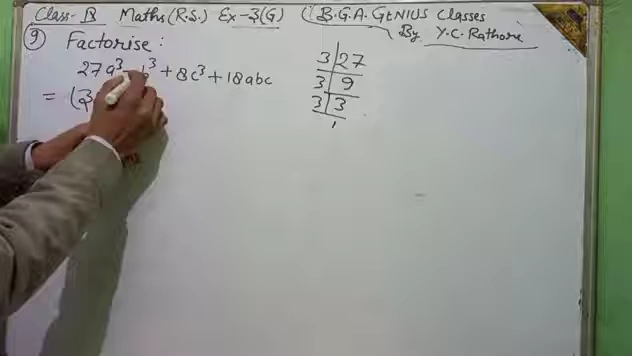 Class-9 Maths (R.S.) Ex-3(G) (B.G.A. GENIUS Classes
By Y.C. Rathore
9 Factorise :
27a³ - b³ + 8c³ + 18abc
= (3
3 27
3 9
3 3
1